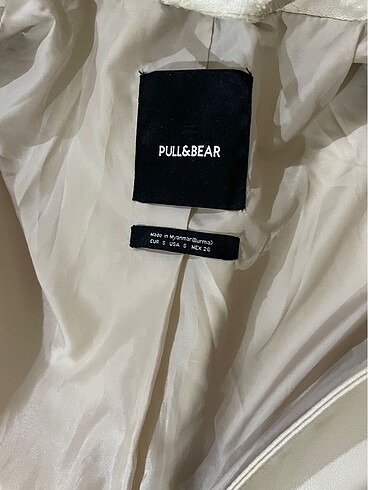 PULL&BEAR
Made in Myanmar(Burma)
EUR S USA S MEX 26